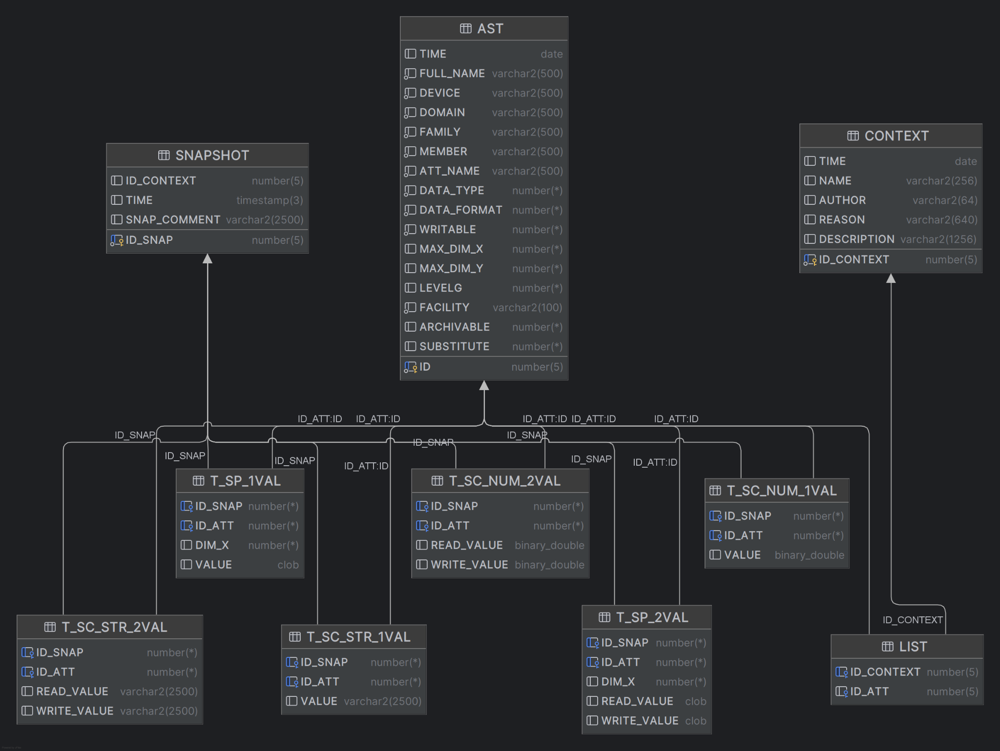 AST
TIME date
FULL_NAME varchar2(500)
DEVICE varchar2(500)
DOMAIN varchar2(500)
FAMILY varchar2(500)
MEMBER varchar2(500)
ATT_NAME varchar2(500)
DATA_TYPE number(*)
DATA_FORMAT number(*)
WRITABLE number(*)
MAX_DIM_X number(*)
MAX_DIM_Y number(*)
LEVELG number(*)
FACILITY varchar2(100)
ARCHIVABLE number(*)
SUBSTITUTE number(*)
ID number(5)
SNAPSHOT
ID_CONTEXT number(5)
TIME timestamp(3)
SNAP_COMMENT varchar2(2500)
ID_SNAP number(5)
CONTEXT
TIME date
NAME varchar2(256)
AUTHOR varchar2(64)
REASON varchar2(640)
DESCRIPTION varchar2(1256)
ID_CONTEXT number(5)
ID_ATT:ID
ID_ATT:ID
ID_ATT:ID
ID_ATT:ID
ID_ATT:ID
ID_SNAP
ID_SNAP
ID_SNAP
ID_SNAP
ID_SNAP
ID_SNAP
ID_ATT:ID
ID_ATT:ID
T_SP_1VAL
ID_SNAP number(*)
ID_ATT number(*)
DIM_X number(*)
VALUE clob
T_SC_NUM_2VAL
ID_SNAP number(*)
ID_ATT number(*)
READ_VALUE binary_double
WRITE_VALUE binary_double
T_SC_NUM_1VAL
ID_SNAP number(*)
ID_ATT number(*)
VALUE binary_double
T_SC_STR_2VAL
ID_SNAP number(*)
ID_ATT number(*)
READ_VALUE varchar2(2500)
WRITE_VALUE varchar2(2500)
T_SC_STR_1VAL
ID_SNAP number(*)
ID_ATT number(*)
VALUE varchar2(2500)
T_SP_2VAL
ID_SNAP number(*)
ID_ATT number(*)
DIM_X number(*)
READ_VALUE clob
WRITE_VALUE clob
ID_CONTEXT
LIST
ID_CONTEXT number(5)
ID_ATT number(5)